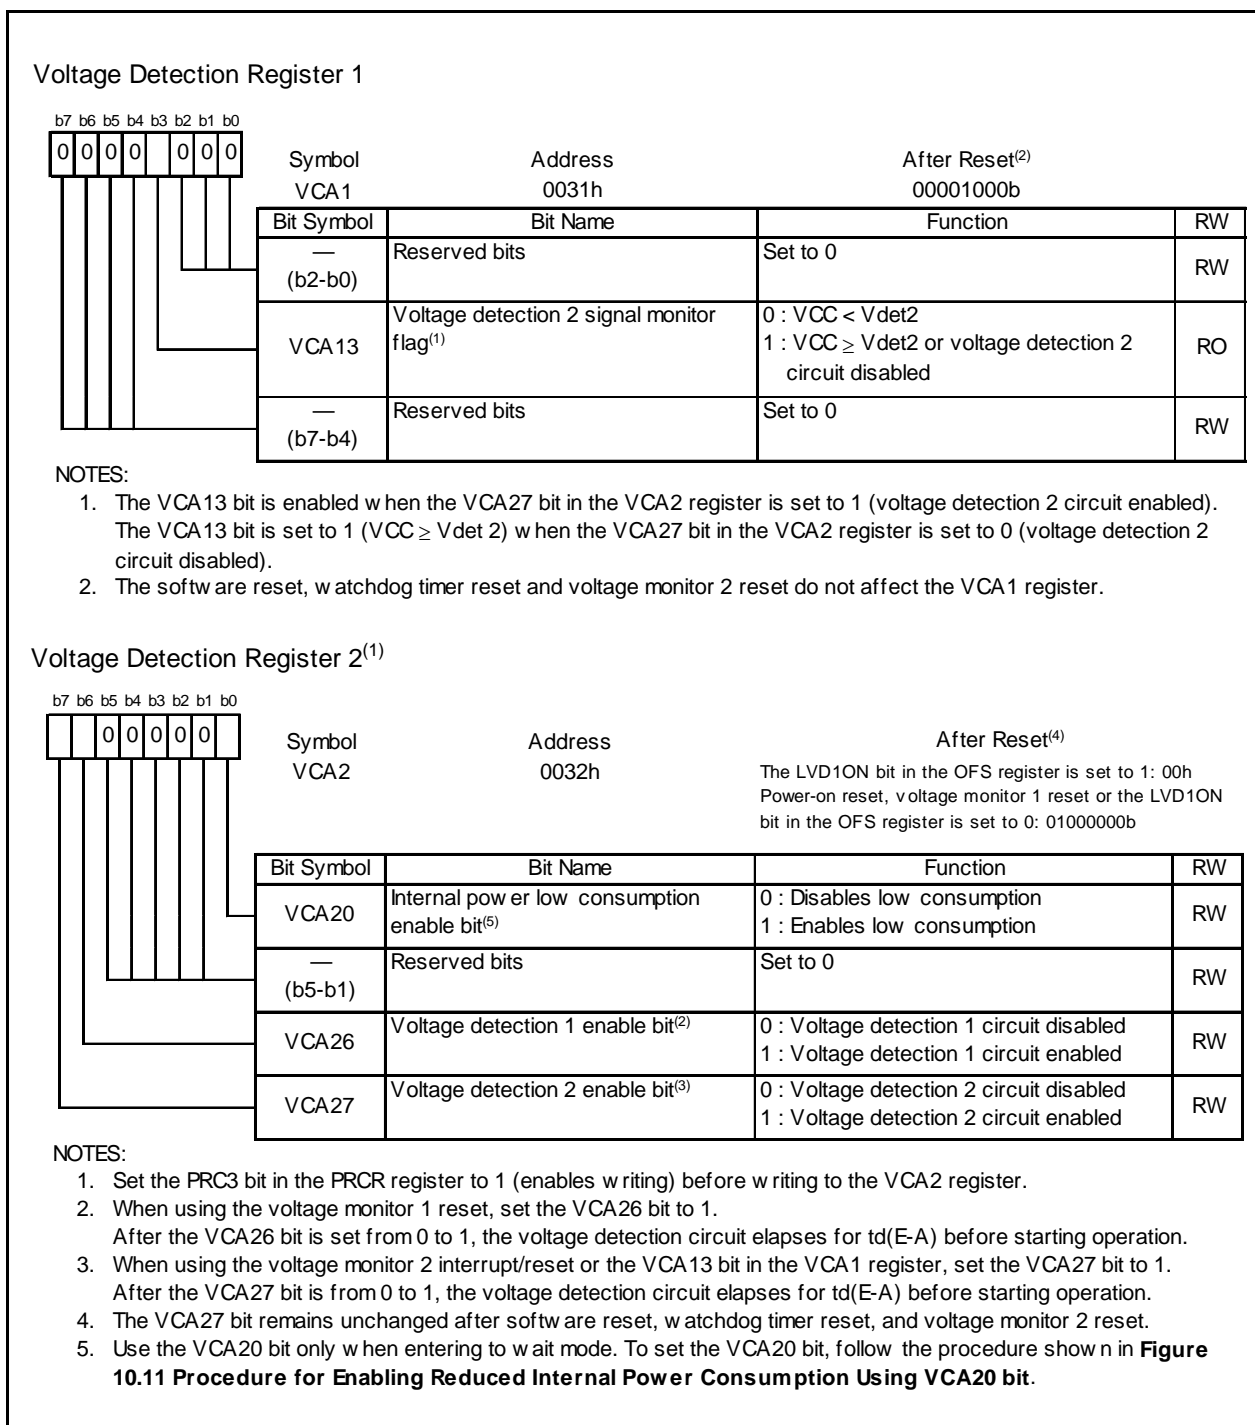 Voltage Detection Register 1
b7 b6 b5 b4 b3 b2 b1 b0
0 0 0 0 0 0 0
Symbol Address After Reset(2)
VCA1 0031h 00001000b
Bit Symbol Bit Name Function RW
— (b2-b0) Reserved bits Set to 0 RW
VCA13 Voltage detection 2 signal monitor flag(1) 0 : VCC < Vdet2
1 : VCC ≥ Vdet2 or voltage detection 2 circuit disabled RO
— (b7-b4) Reserved bits Set to 0 RW
NOTES:
1. The VCA13 bit is enabled when the VCA27 bit in the VCA2 register is set to 1 (voltage detection 2 circuit enabled).
The VCA13 bit is set to 1 (VCC ≥ Vdet 2) when the VCA27 bit in the VCA2 register is set to 0 (voltage detection 2
circuit disabled).
2. The software reset, watchdog timer reset and voltage monitor 2 reset do not affect the VCA1 register.
Voltage Detection Register 2(1)
b7 b6 b5 b4 b3 b2 b1 b0
0 0 0 0 0
Symbol Address After Reset(4)
VCA2 0032h The LVD1ON bit in the OFS register is set to 1: 00h
Power-on reset, voltage monitor 1 reset or the LVD1ON
bit in the OFS register is set to 0: 01000000b
Bit Symbol Bit Name Function RW
VCA20 Internal power low consumption enable bit(5) 0 : Disables low consumption
1 : Enables low consumption RW
— (b5-b1) Reserved bits Set to 0 RW
VCA26 Voltage detection 1 enable bit(2) 0 : Voltage detection 1 circuit disabled
1 : Voltage detection 1 circuit enabled RW
VCA27 Voltage detection 2 enable bit(3) 0 : Voltage detection 2 circuit disabled
1 : Voltage detection 2 circuit enabled RW
NOTES:
1. Set the PRC3 bit in the PRCR register to 1 (enables writing) before writing to the VCA2 register.
2. When using the voltage monitor 1 reset, set the VCA26 bit to 1.
After the VCA26 bit is set from 0 to 1, the voltage detection circuit elapses for td(E-A) before starting operation.
3. When using the voltage monitor 2 interrupt/reset or the VCA13 bit in the VCA1 register, set the VCA27 bit to 1.
After the VCA27 bit is from 0 to 1, the voltage detection circuit elapses for td(E-A) before starting operation.
4. The VCA27 bit remains unchanged after software reset, watchdog timer reset, and voltage monitor 2 reset.
5. Use the VCA20 bit only when entering to wait mode. To set the VCA20 bit, follow the procedure shown in Figure
10.11 Procedure for Enabling Reduced Internal Power Consumption Using VCA20 bit.